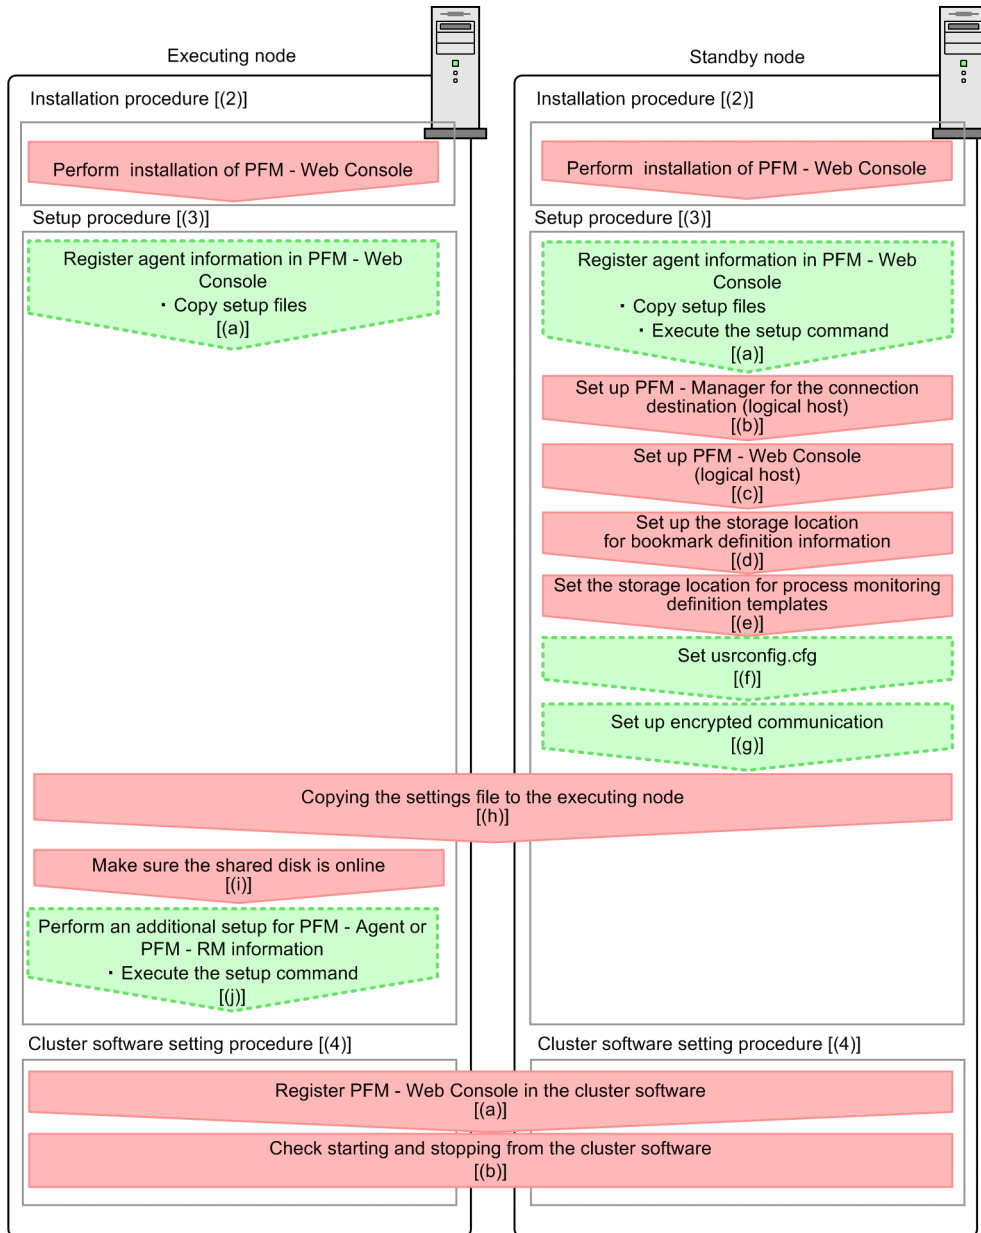 Executing node
Standby node
Installation procedure [(2)]
Installation procedure [(2)]
Perform  installation of PFM - Web Console
Perform  installation of PFM - Web Console
Setup procedure [(3)]
Setup procedure [(3)]
Register agent information in PFM - Web
Console
・Copy setup files
[(a)]
Register agent information in PFM - Web
Console
・Copy setup files
・Execute the setup command
[(a)]
Set up PFM - Manager for the connection
destination (logical host)
[(b)]
Set up PFM - Web Console
(logical host)
[(c)]
Set up the storage location
for bookmark definition information
[(d)]
Set the storage location for process monitoring
definition templates
[(e)]
Set usrconfig.cfg
[(f)]
Set up encrypted communication
[(g)]
Copying the settings file to the executing node
[(h)]
Make sure the shared disk is online
[(i)]
Perform an additional setup for PFM - Agent or
PFM - RM information
・Execute the setup command
[(j)]
Cluster software setting procedure [(4)]
Cluster software setting procedure [(4)]
Register PFM - Web Console in the cluster software
[(a)]
Check starting and stopping from the cluster software
[(b)]